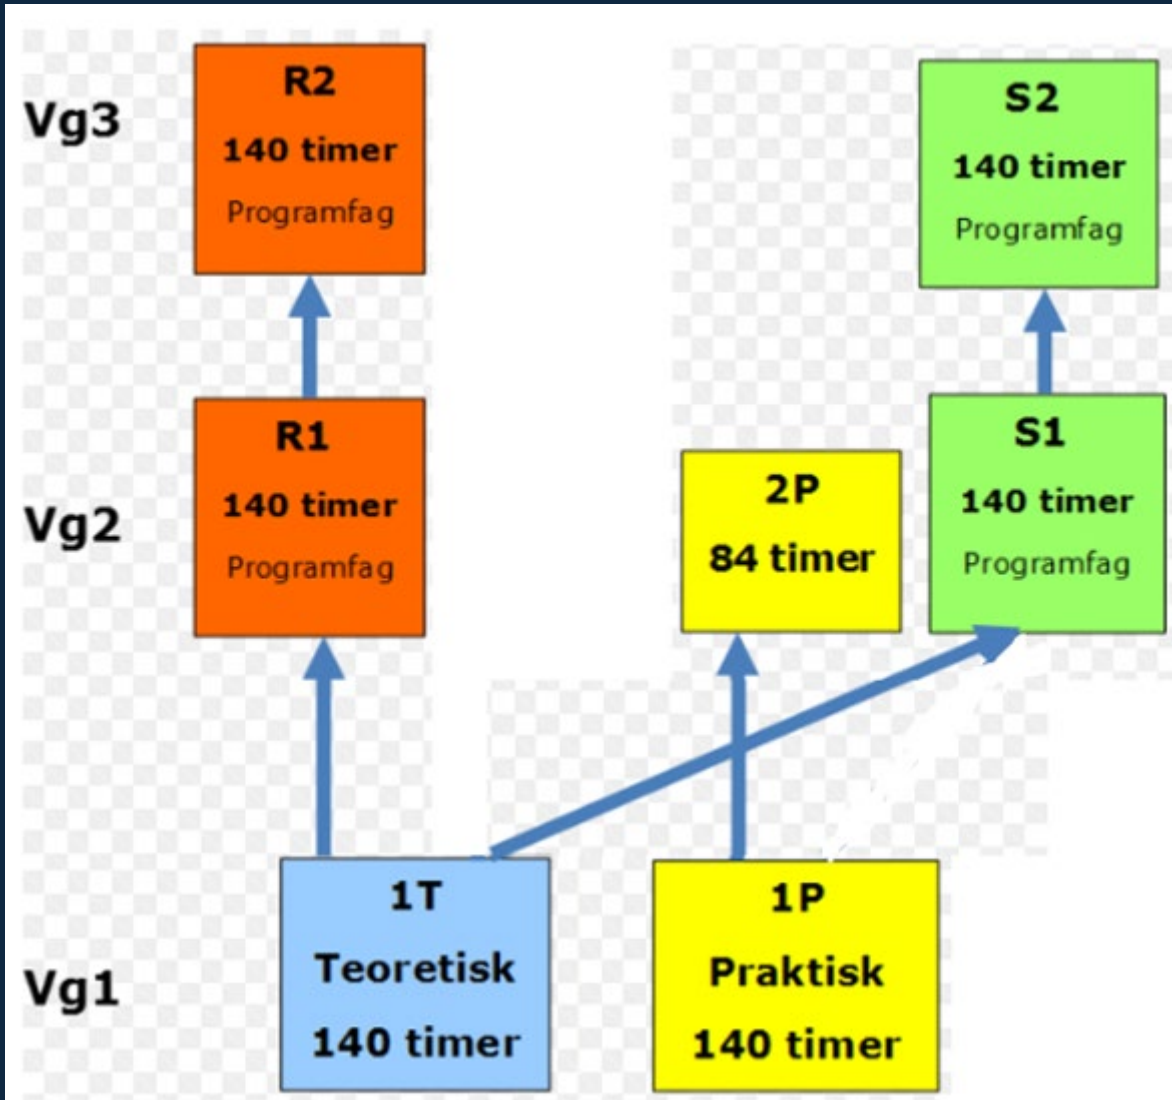 Vg3
R2
140 timer
Programfag
S2
140 timer
Programfag
Vg2
R1
140 timer
Programfag
2P
84 timer
S1
140 timer
Programfag
Vg1
1T
Teoretisk
140 timer
1P
Praktisk
140 timer